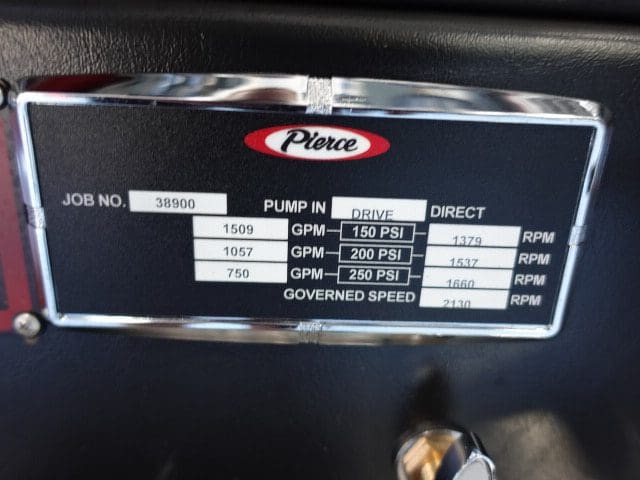 Pierce
JOB NO. 38900 PUMP IN DRIVE DIRECT
1509 GPM 150 PSI 1379 RPM
1057 GPM 200 PSI 1537 RPM
750 GPM 250 PSI 1660 RPM
GOVERNED SPEED 2130 RPM